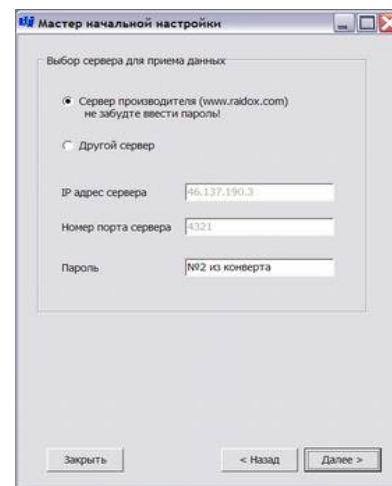 Мастер начальной настройки
Выбор сервера для приема данных
Сервер производителя (www.raidox.com)
не забудте ввести пароль!
Другой сервер
IP адрес сервера 46.137.190.3
Номер порта сервера 4321
Пароль №2 из конверта
Закрыть < Назад Далее >